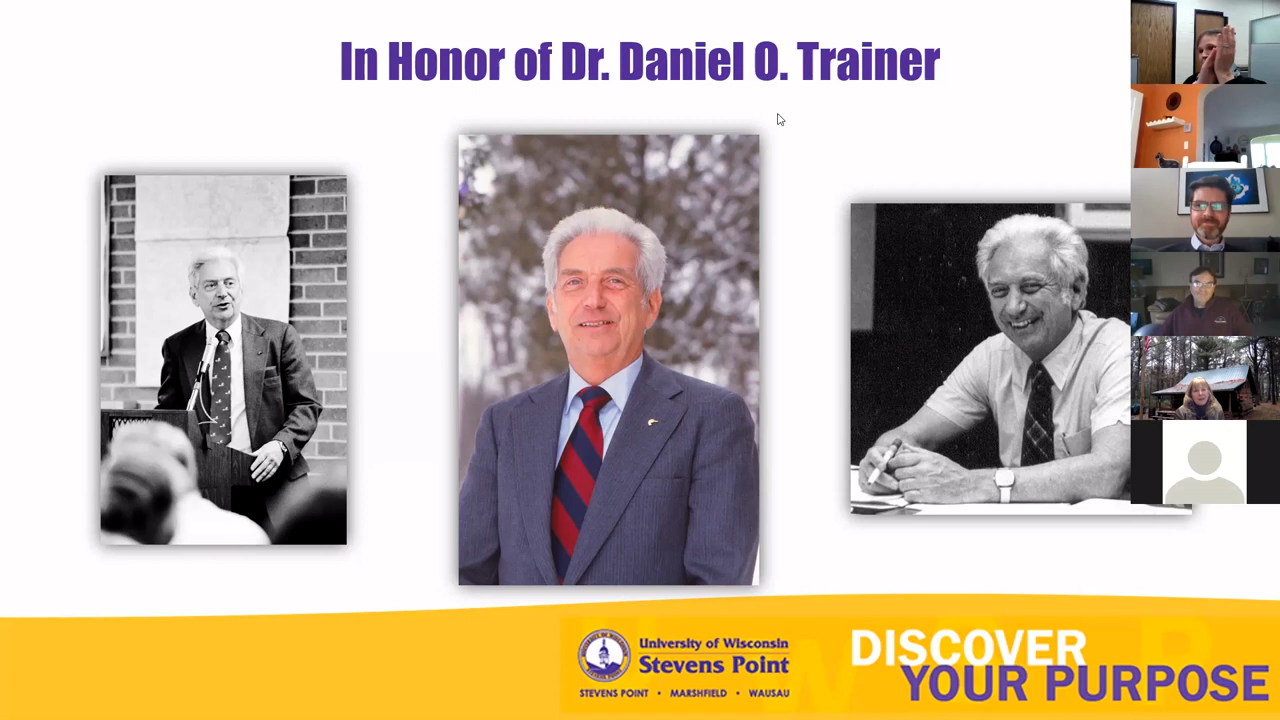 In Honor of Dr. Daniel O. Trainer
University of Wisconsin
Stevens Point
STEVENS POINT • MARSHFIELD • WAUSAU
DISCOVER
YOUR PURPOSE